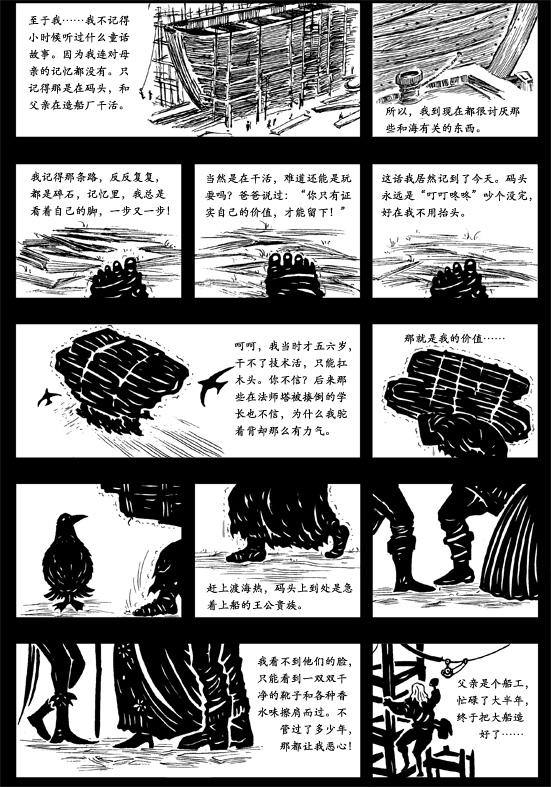 至于我……我不记得
小时候听过什么童话
故事。因为我连对母
亲的记忆都没有。只
记得那是在码头，和
父亲在造船厂干活。
所以，我到现在都很讨厌那
些和海有关的东西。
我记得那条路，反反复复，
都是碎石，记忆里，我总是
看着自己的脚，一步又一步！
当然是在干活，难道还能是玩
耍吗？爸爸说过：“你只有证
实自己的价值，才能留下！”
这话我居然记到了今天。码头
永远是“叮叮咚咚”吵个没完，
好在我不用抬头。
呵呵，我当时才五六岁，
干不了技术活，只能扛
木头。你不信？后来那
些在法师塔被揍倒的学
长也不信，为什么我驼
着背却那么有力气。
那就是我的价值……
赶上渡海热，码头上到处是急
着上船的王公贵族。
我看不到他们的脸，
只能看到一双双干
净的靴子和各种香
水味擦肩而过。不
管过了多少年，
那都让我恶心！
父亲是个船工，
忙碌了大半年，
终于把大船造
好了……